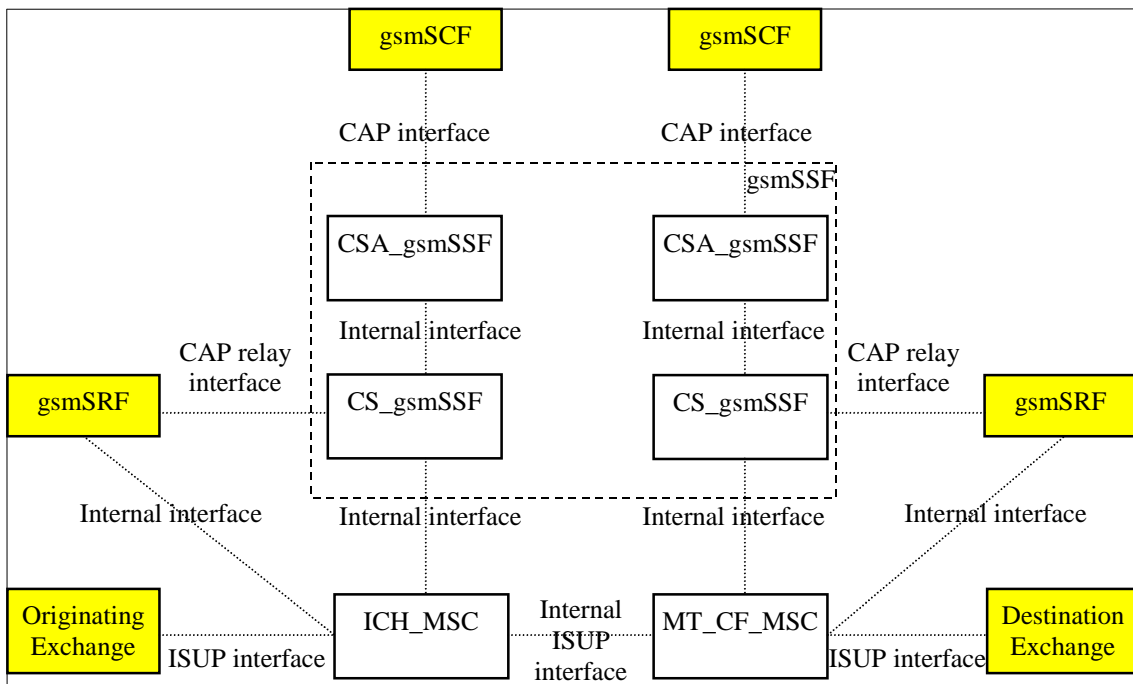 gsmSCF
gsmSCF
CAP interface
CAP interface
gsmSSF
CSA_gsmSSF
CSA_gsmSSF
Internal interface
Internal interface
CAP relay
interface
CAP relay
interface
gsmSRF
CS_gsmSSF
CS_gsmSSF
gsmSRF
Internal interface
Internal interface
Internal interface
Internal interface
Originating
Exchange
ISUP interface
ICH_MSC
Internal
ISUP
interface
MT_CF_MSC
ISUP interface
Destination
Exchange